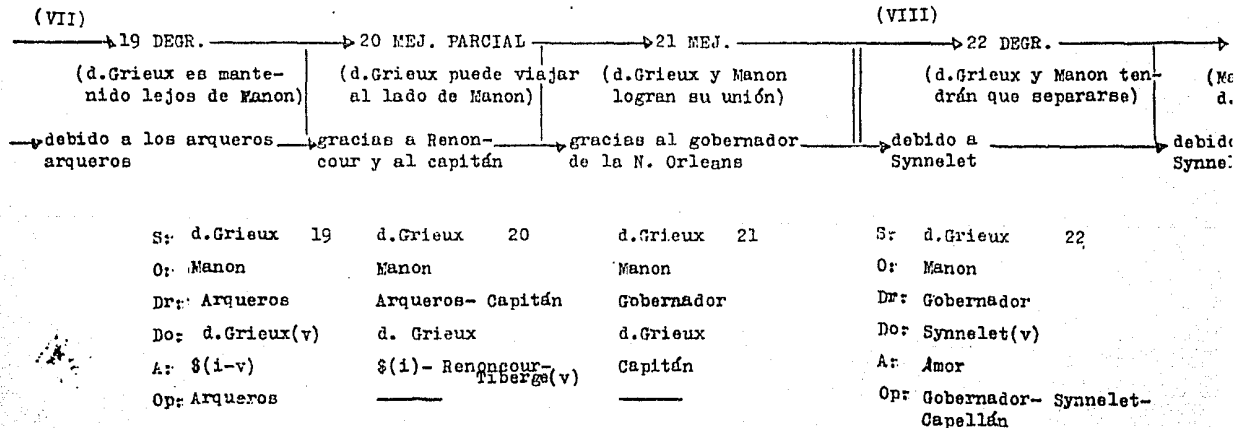 (VII) (VIII)
19 DEGR. 20 MEJ. PARCIAL 21 MEJ. 22 DEGR.
(d.Grieux es mante- (d.Grieux puede viajar (d.Grieux y Manon (d.Grieux y Manon ten-
nido lejos de Manon) al lado de Manon) logran su unión) drán que separarse) d.
debido a los arqueros gracias a Renon- gracias al gobernador debido a
arqueros cour y al capitán de la N. Orleans Synnelet
S: d.Grieux 19 d.Grieux 20 d.Grieux 21 S: d.Grieux 22
O: Manon Manon Manon O: Manon
Dr: Arqueros Arqueros- Capitán Gobernador Dr: Gobernador
Do: d.Grieux(v) d. Grieux d.Grieux Do: Synnelet(v)
A: $(i-v) $(i)- Renoncour- Capitán A: Amor
Tiberge(v)
Op: Arqueros Op: Gobernador- Synnelet-
Capellán